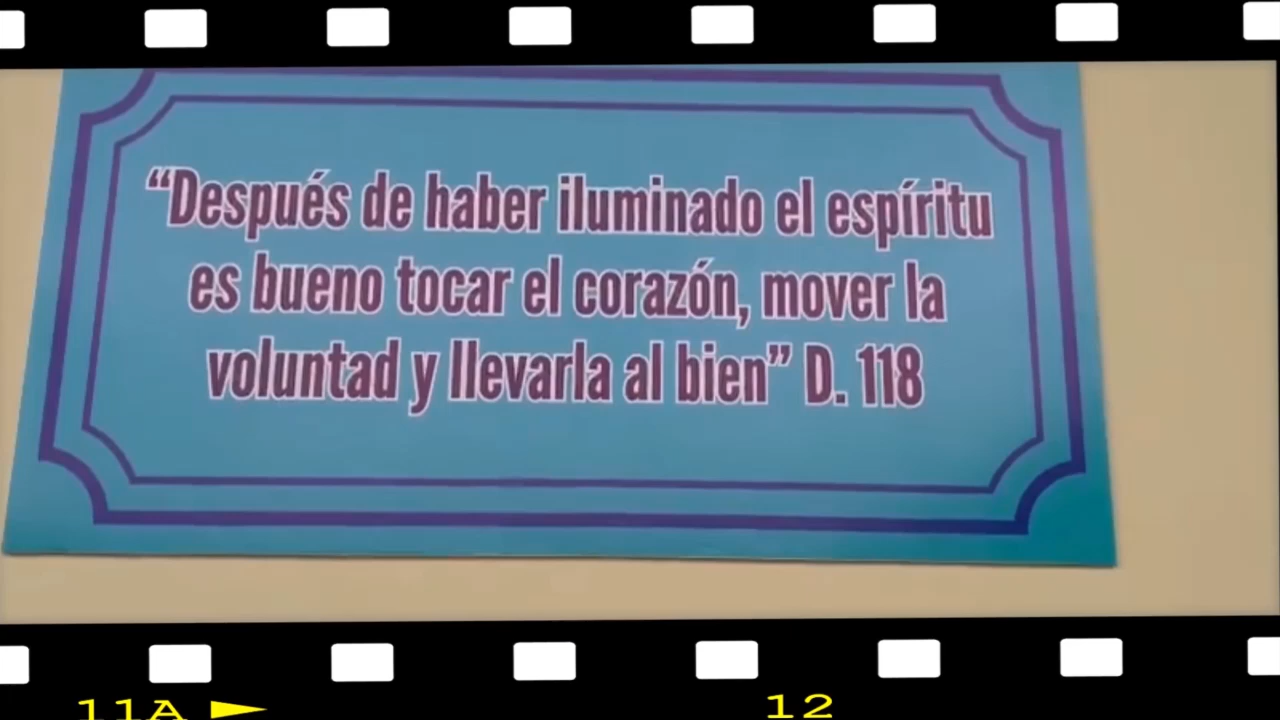 “Después de haber iluminado el espíritu
es bueno tocar el corazón, mover la
voluntad y llevarla al bien” D. 118
11A 12